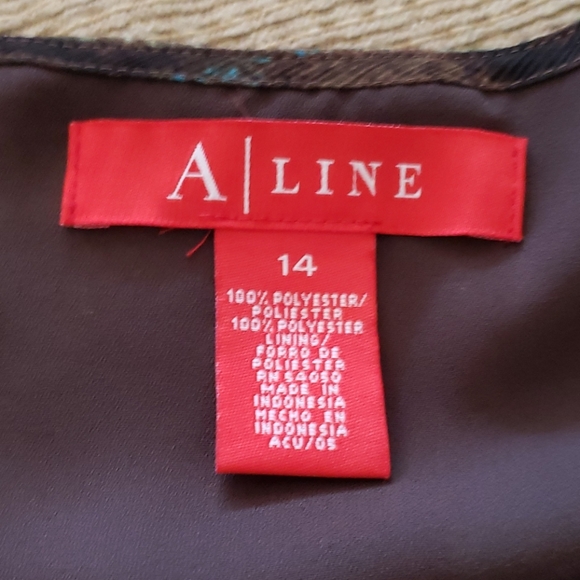 A|LINE
14
100% POLYESTER/
POLIESTER
100% POLYESTER
LINING/
FORRO DE
POLIESTER
RN 54050
MADE IN
INDONESIA
HECHO EN
INDONESIA
ACU/05